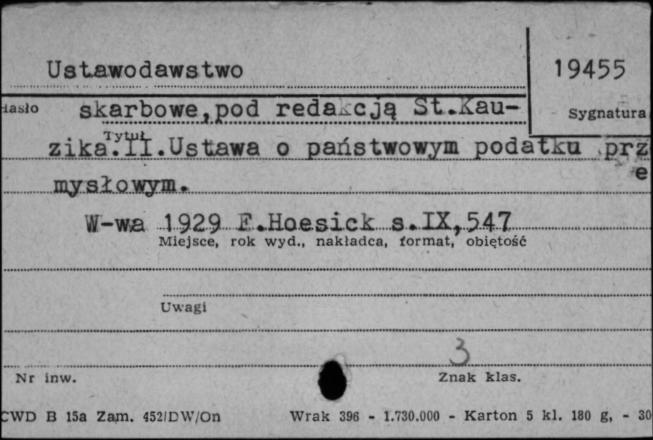 Ustawodawstwo
19455
Hasło
skarbowe,pod redakcją St.Kau-
Sygnatura
Tytuł
zika.II.Ustawa o państwowym podatku prz
e
mysłowym.
W-wa 1929 F.Hoesick s.IX,547
Miejsce, rok wyd., nakładca, format, objętość
Uwagi
3
Nr inw.
Znak klas.
CWD B 15a Zam. 452/DW/On Wrak 396 - 1.730.000 - Karton 5 kl. 180 g, - 30